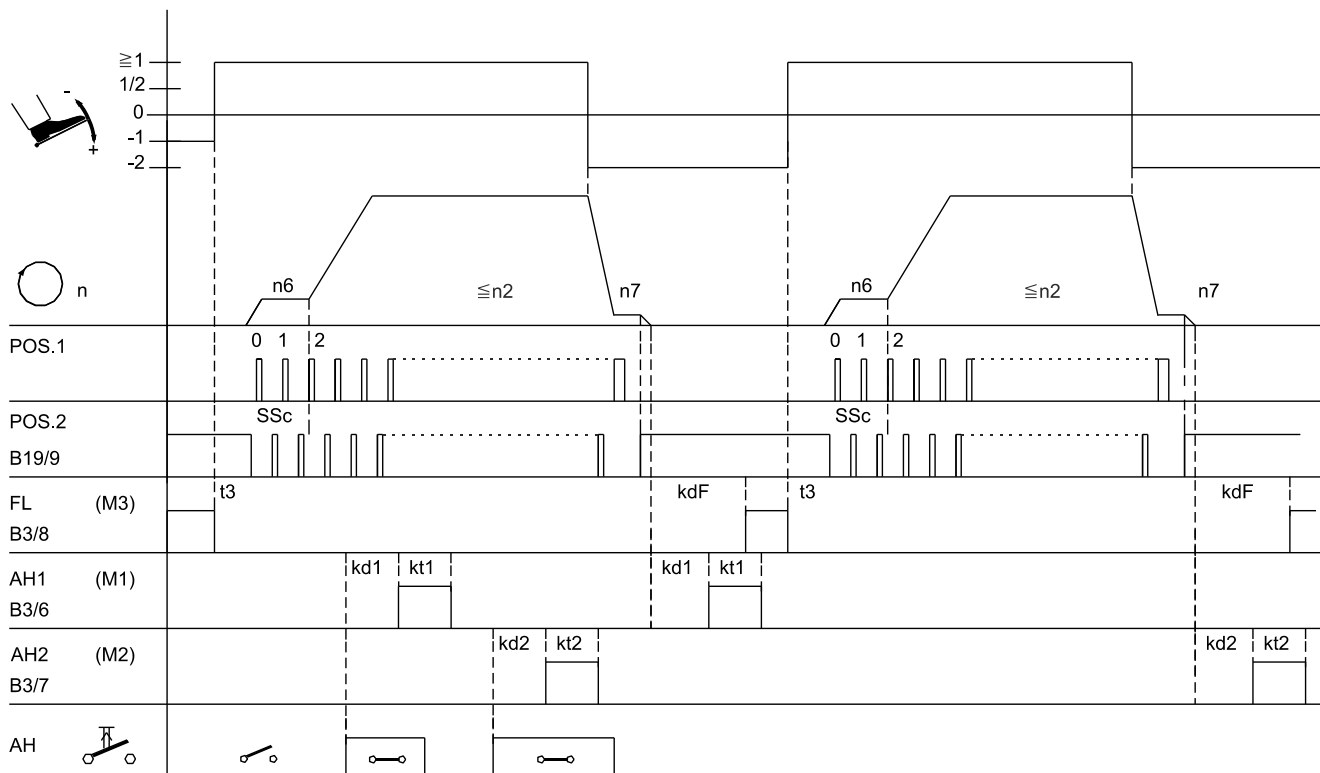 ≧1
1/2
0
-1
-2
-
+
n
n6
≦n2
n7
n6
≦n2
n7
POS.1
0 1 2
0 1 2
POS.2
SSc
SSc
B19/9
FL (M3)
t3
kdF
t3
kdF
B3/8
AH1 (M1)
kd1 kt1
kd1 kt1
B3/6
AH2 (M2)
kd2 kt2
kd2 kt2
B3/7
AH